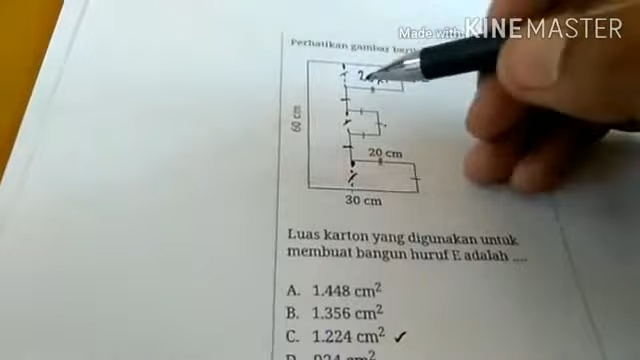 Made with KINEMASTER
Perhatikan gambar
60 cm
20 cm
30 cm
Luas karton yang digunakan untuk
membuat bangun huruf E adalah ....
A. 1.448 cm²
B. 1.356 cm²
C. 1.224 cm² ✓